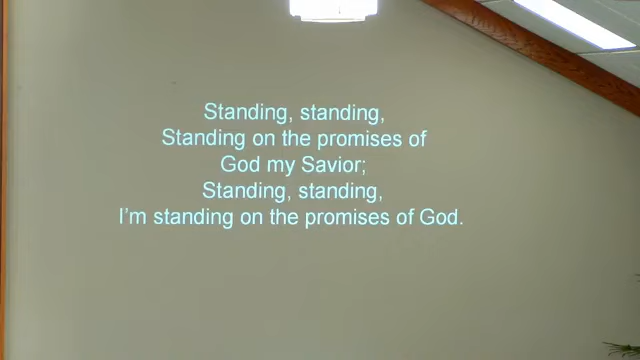 Standing, standing,
Standing on the promises of
God my Savior;
Standing, standing,
I'm standing on the promises of God.